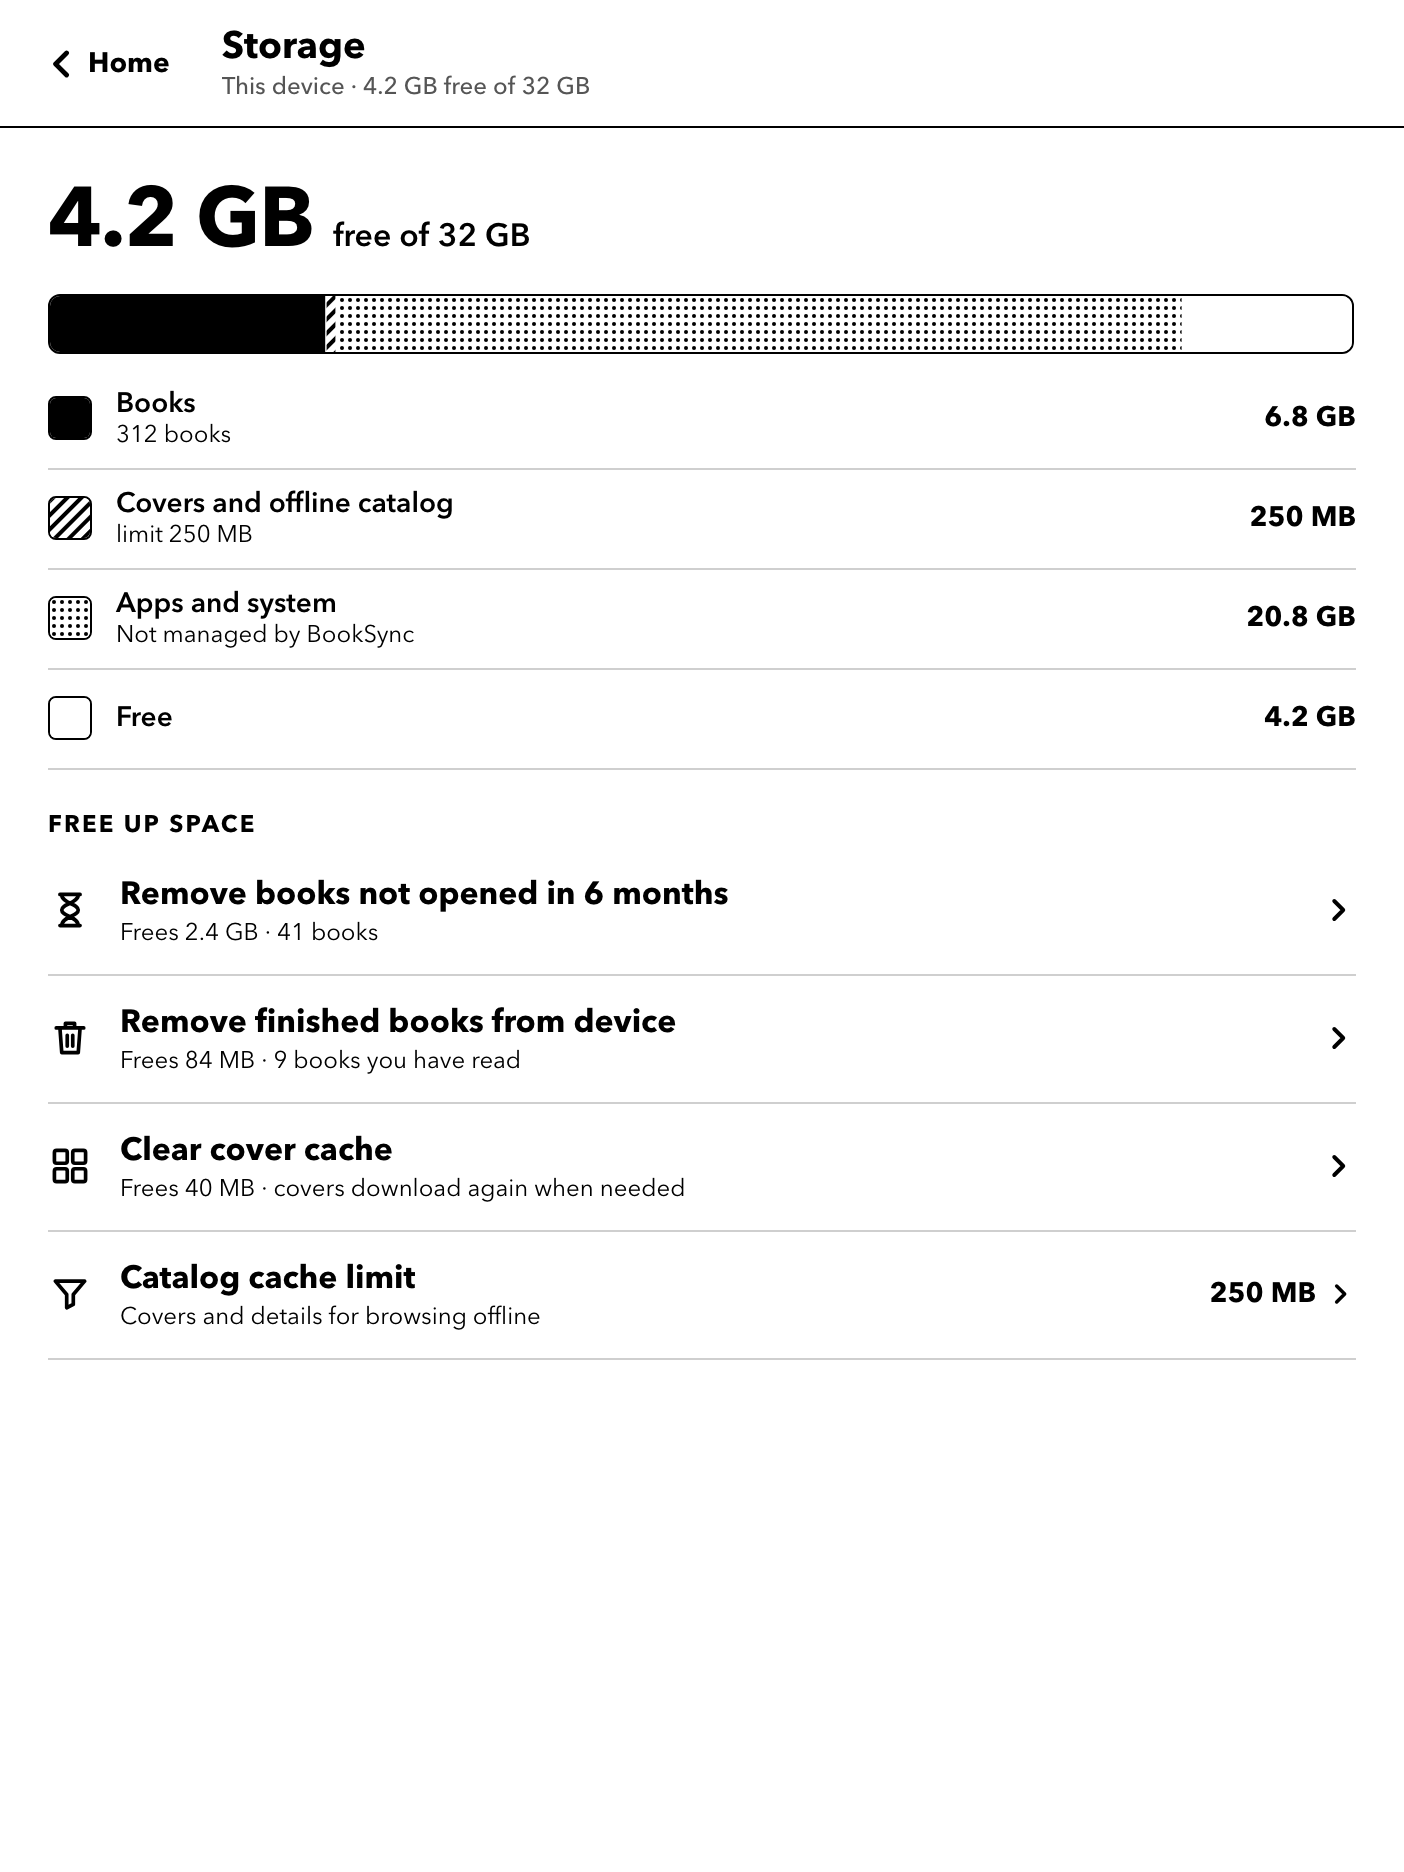 Home
Storage
This device · 4.2 GB free of 32 GB
4.2 GB free of 32 GB
Books
312 books
6.8 GB
Covers and offline catalog
limit 250 MB
250 MB
Apps and system
Not managed by BookSync
20.8 GB
Free
4.2 GB
FREE UP SPACE
Remove books not opened in 6 months
Frees 2.4 GB · 41 books
Remove finished books from device
Frees 84 MB · 9 books you have read
Clear cover cache
Frees 40 MB · covers download again when needed
Catalog cache limit
Covers and details for browsing offline
250 MB